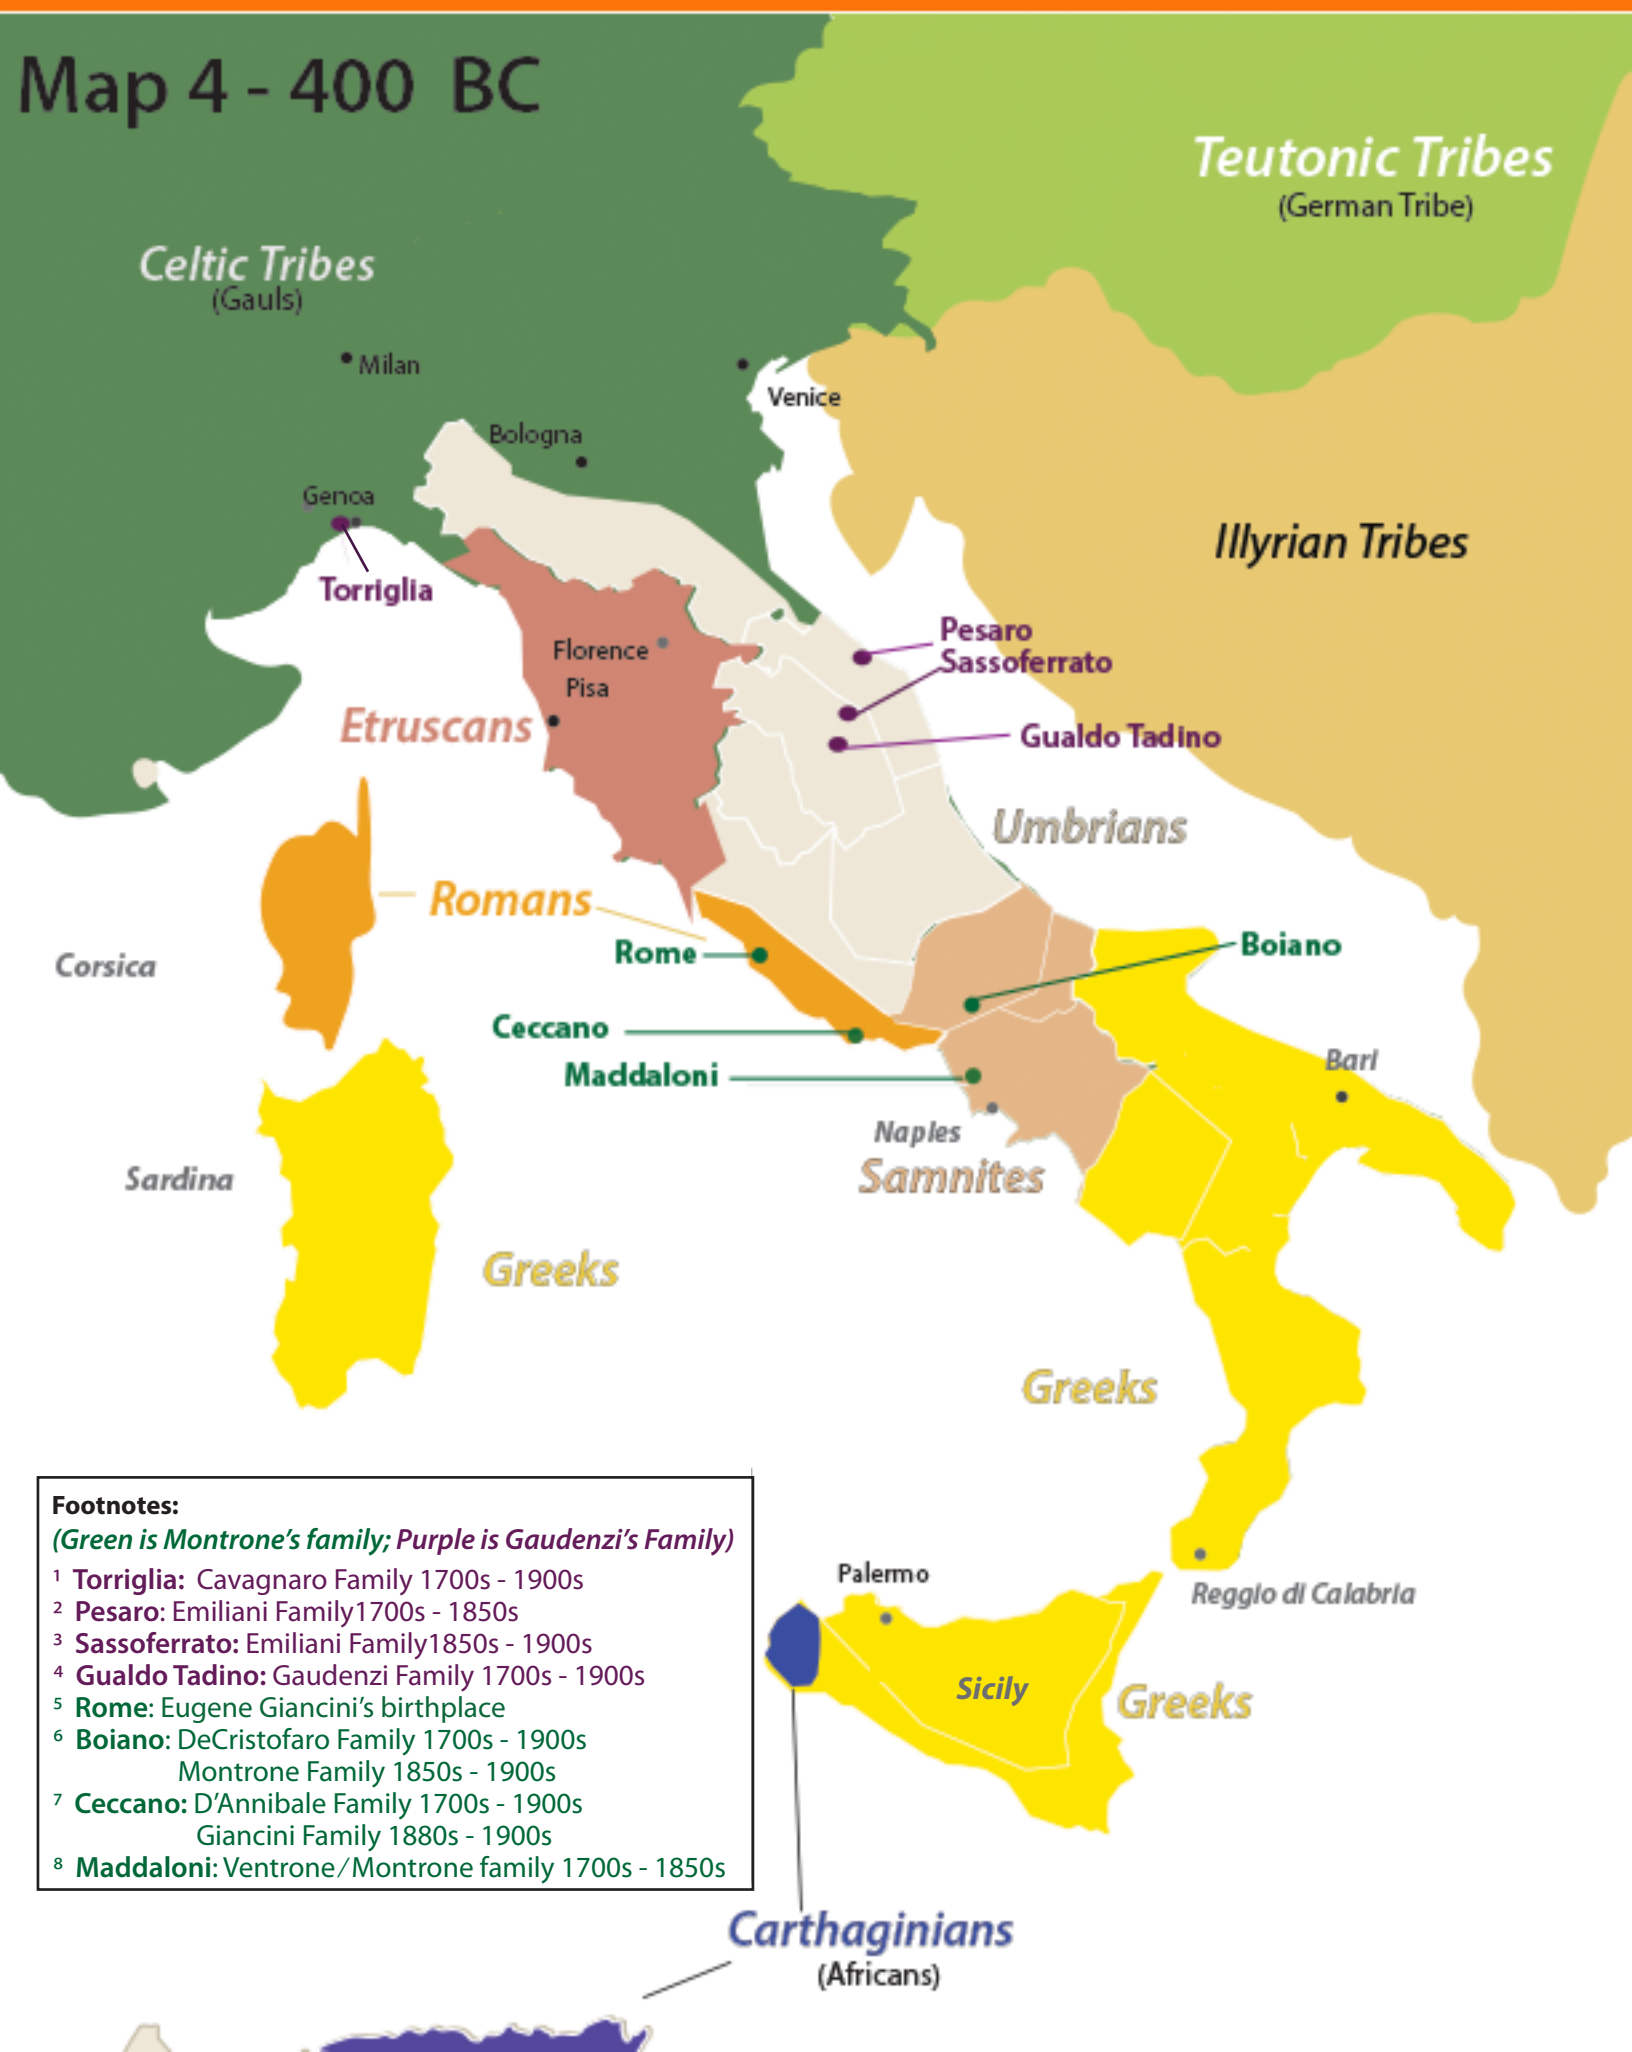 Map 4 - 400 BC
Teutonic Tribes
(German Tribe)
Celtic Tribes
(Gauls)
Milan
Venice
Bologna
Genoa
Illyrian Tribes
Torriglia
Pesaro
Florence
Sassoferrato
Pisa
Etruscans
Gualdo Tadino
Umbrians
Romans
Rome
Boiano
Corsica
Ceccano
Bari
Maddaloni
Naples
Sardina
Samnites
Greeks
Greeks
Footnotes:
(Green is Montrone's family; Purple is Gaudenzi's Family)
¹ Torriglia: Cavagnaro Family 1700s - 1900s
² Pesaro: Emiliani Family1700s - 1850s
³ Sassoferrato: Emiliani Family1850s - 1900s
⁴ Gualdo Tadino: Gaudenzi Family 1700s - 1900s
⁵ Rome: Eugene Giancini's birthplace
⁶ Boiano: DeCristofaro Family 1700s - 1900s
Montrone Family 1850s - 1900s
⁷ Ceccano: D'Annibale Family 1700s - 1900s
Giancini Family 1880s - 1900s
⁸ Maddaloni: Ventrone/Montrone family 1700s - 1850s
Palermo
Reggio di Calabria
Sicily
Greeks
Carthaginians
(Africans)